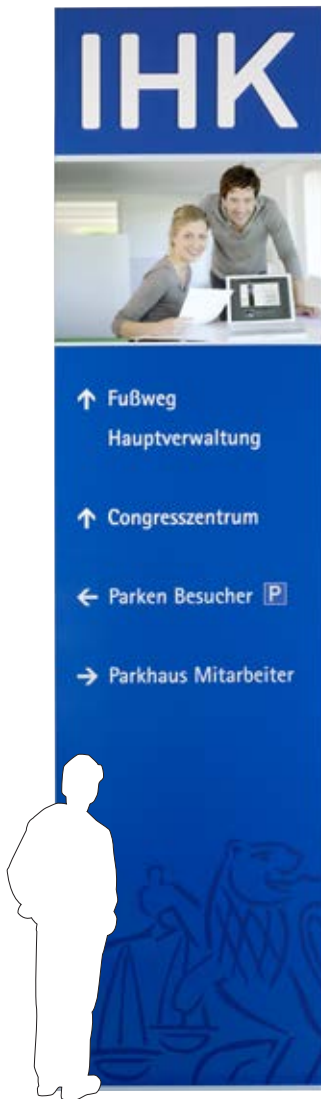 IHK
↑ Fußweg
Hauptverwaltung
↑ Congresszentrum
← Parken Besucher P
→ Parkhaus Mitarbeiter